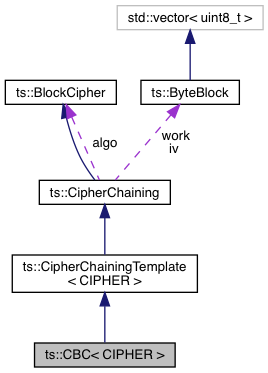 std::vector< uint8_t >
ts::BlockCipher
ts::ByteBlock
algo
work
iv
ts::CipherChaining
ts::CipherChainingTemplate
< CIPHER >
ts::CBC< CIPHER >